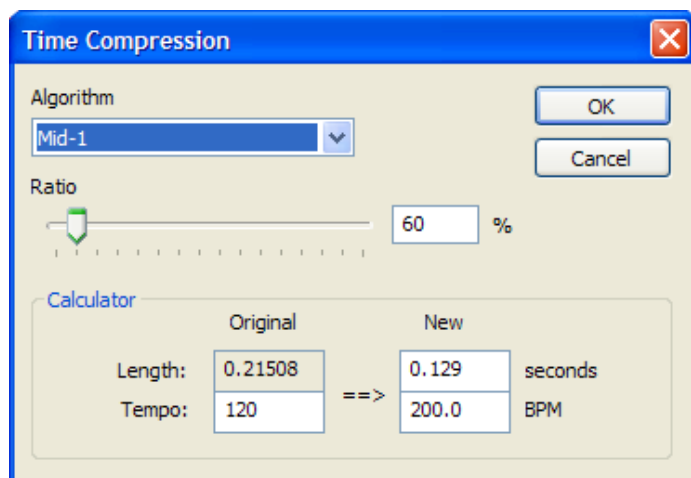 Time Compression
Algorithm
OK
Mid-1
Cancel
Ratio
60 %
Calculator
Original New
Length: 0.21508 0.129 seconds
==>
Tempo: 120 200.0 BPM